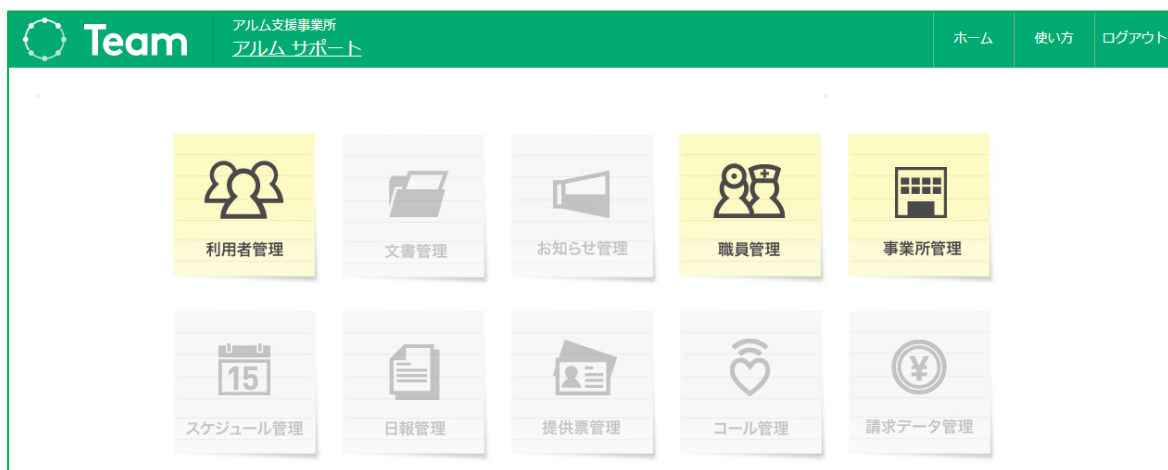 Team
アルム支援事業所
アルム サポート
ホーム
使い方
ログアウト
利用者管理
文書管理
お知らせ管理
職員管理
事業所管理
15
スケジュール管理
日報管理
提供票管理
コール管理
¥
請求データ管理